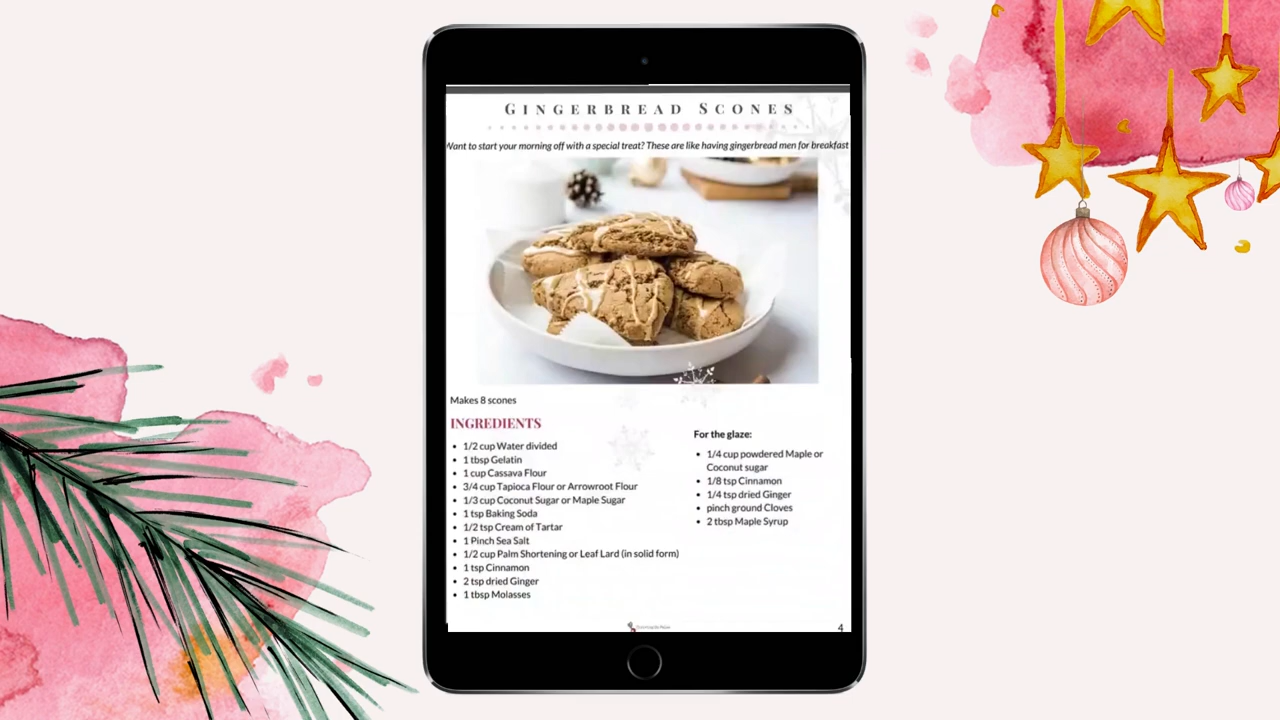 Gingerbread Scones
Want to start your morning off with a special treat? These are like having gingerbread men for breakfast
Makes 8 scones
INGREDIENTS
• 1/2 cup Water divided
• 1 tbsp Gelatin
• 1 cup Cassava Flour
• 3/4 cup Tapioca Flour or Arrowroot Flour
• 1/3 cup Coconut Sugar or Maple Sugar
• 1 tsp Baking Soda
• 1/2 tsp Cream of Tartar
• 1 Pinch Sea Salt
• 1/2 cup Palm Shortening or Leaf Lard (in solid form)
• 1 tsp Cinnamon
• 2 tsp dried Ginger
• 1 tbsp Molasses
For the glaze:
• 1/4 cup powdered Maple or
Coconut sugar
• 1/8 tsp Cinnamon
• 1/4 tsp dried Ginger
• pinch ground Cloves
• 2 tbsp Maple Syrup
4